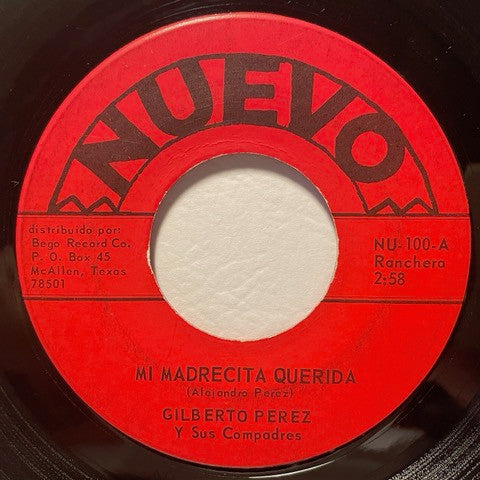 NUEVO
distribuido por:
Bego Record Co.
P. O. Box 45
McAllen, Texas
78501
NU-100-A
Ranchera
2:58
MI MADRECITA QUERIDA
(Alejandro Perez)
GILBERTO PEREZ
Y Sus Compadres